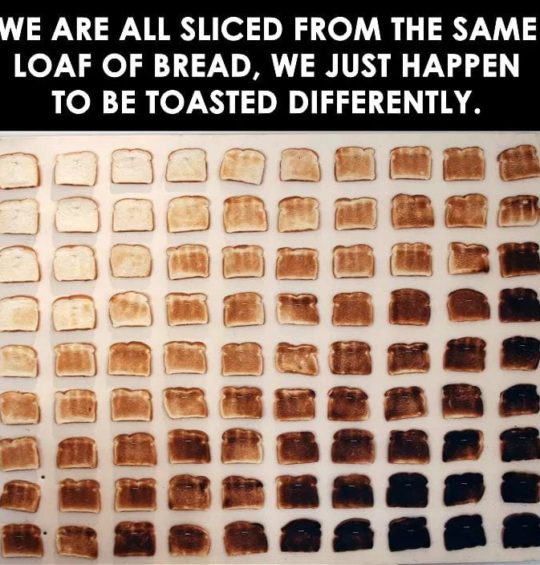 WE ARE ALL SLICED FROM THE SAME
LOAF OF BREAD, WE JUST HAPPEN
TO BE TOASTED DIFFERENTLY.